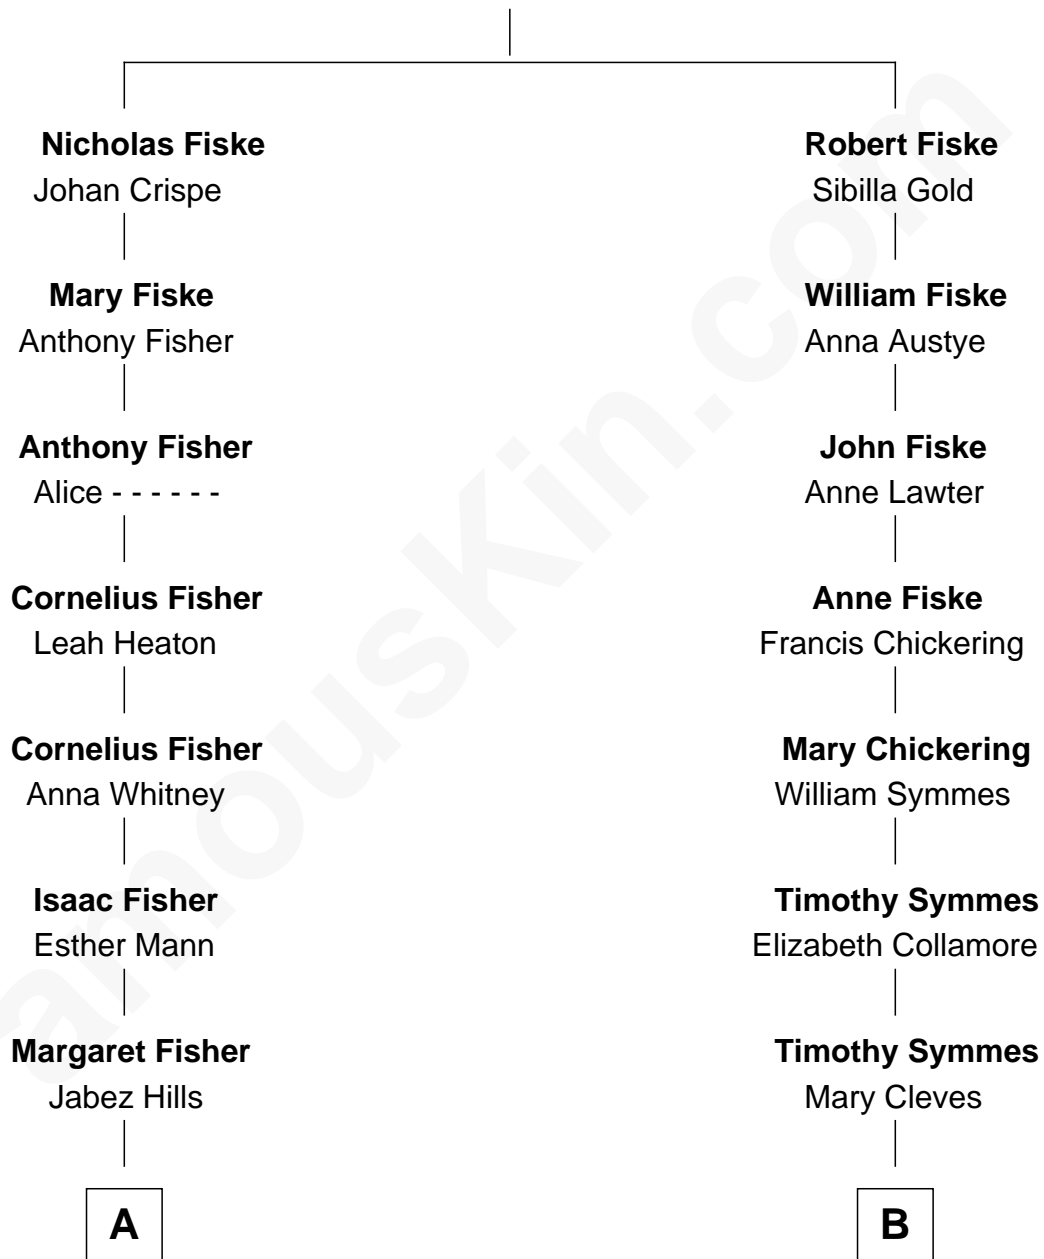 Nicholas Fiske
Johan Crispe
Mary Fiske
Anthony Fisher
Anthony Fisher
Alice - - - - - -
Cornelius Fisher
Leah Heaton
Cornelius Fisher
Anna Whitney
Isaac Fisher
Esther Mann
Margaret Fisher
Jabez Hills
A
Robert Fiske
Sibilla Gold
William Fiske
Anna Austye
John Fiske
Anne Lawter
Anne Fiske
Francis Chickering
Mary Chickering
William Symmes
Timothy Symmes
Elizabeth Collamore
Timothy Symmes
Mary Cleves
B
amouskin.com